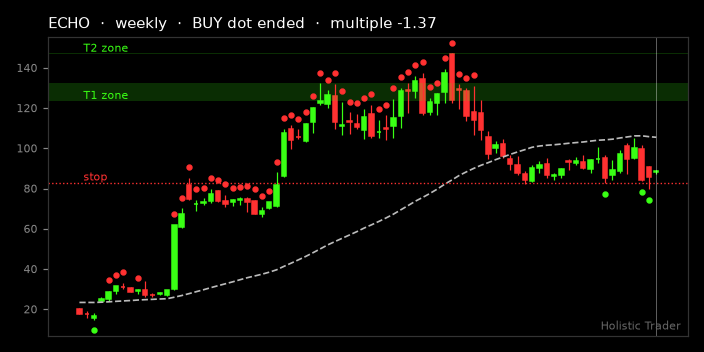 ECHO · weekly · BUY dot ended · multiple -1.37
T2 zone
140
T1 zone
120
100
stop
80
60
40
20
Holistic Trader